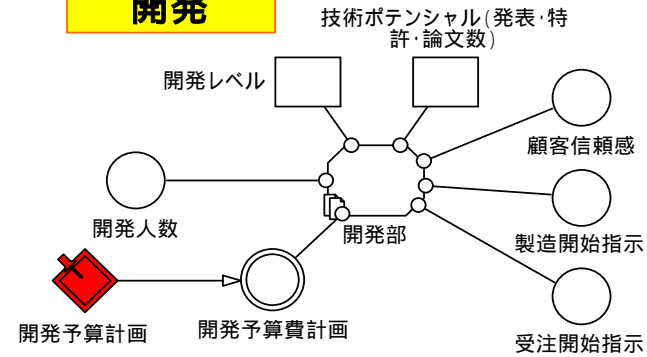 開発
技術ポテンシャル(発表･特
許･論文数)
開発レベル
顧客信頼感
開発人数
開発部
製造開始指示
開発予算計画
開発予算費計画
受注開始指示